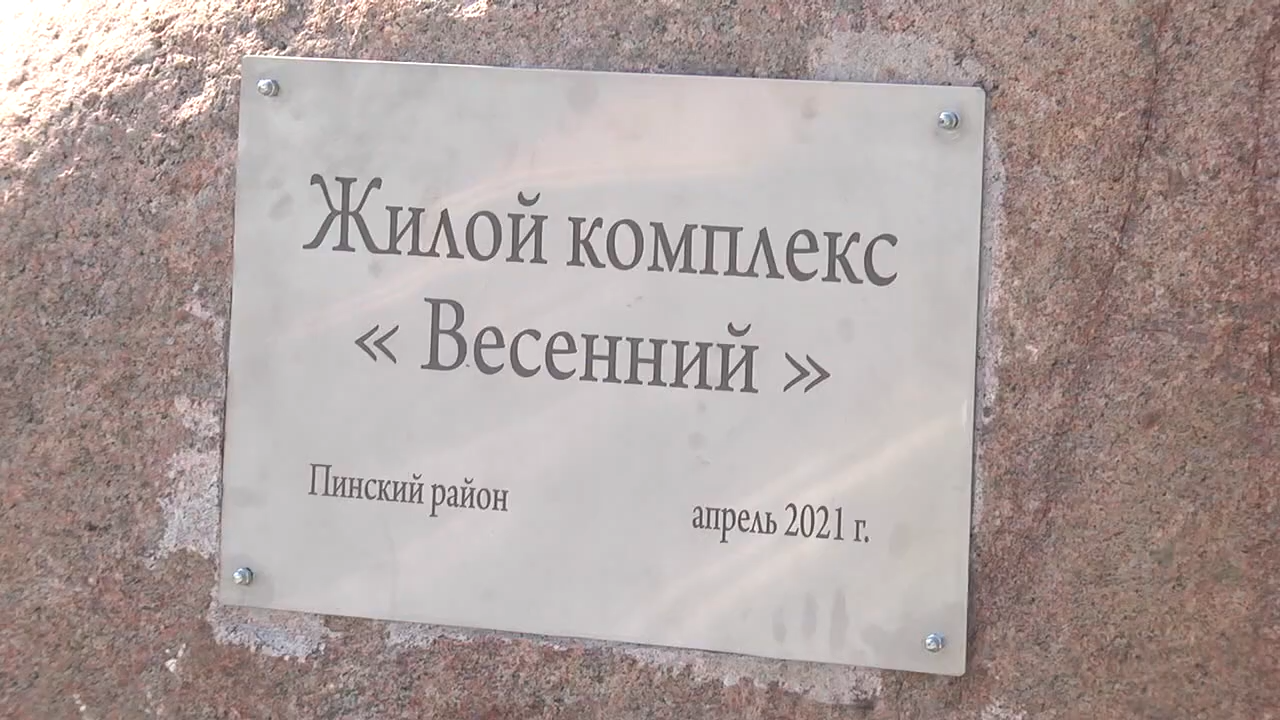 Жилой комплекс
« Весенний »
Пинский район апрель 2021 г.